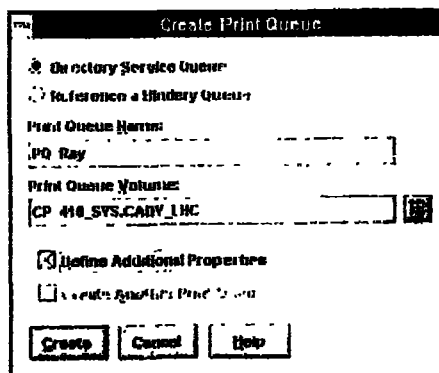 Create Print Queue
Directory Service Queue
Reference a Bindery Queue
Print Queue Name:
PQ_Ray
Print Queue Volume:
CP_410_SYS.CADV_LHC
Define Additional Properties
Create Another Print Queue
Create Cancel Help